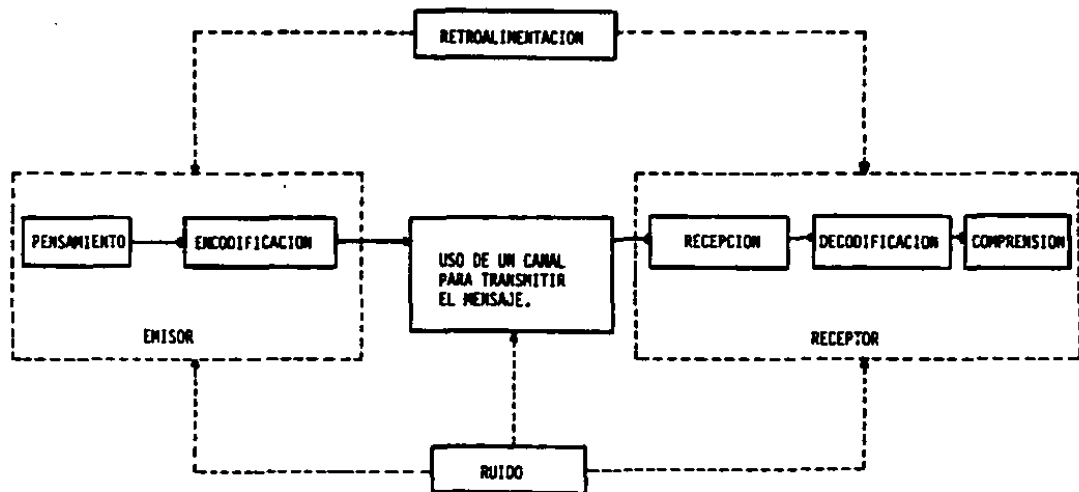 RETROALIMENTACION
PENSAMIENTO
ENCODIFICACION
USO DE UN CANAL
PARA TRANSMITIR
EL MENSAJE.
RECEPCION
DECODIFICACION
COMPRENSION
EMISOR
RECEPTOR
RUIDO